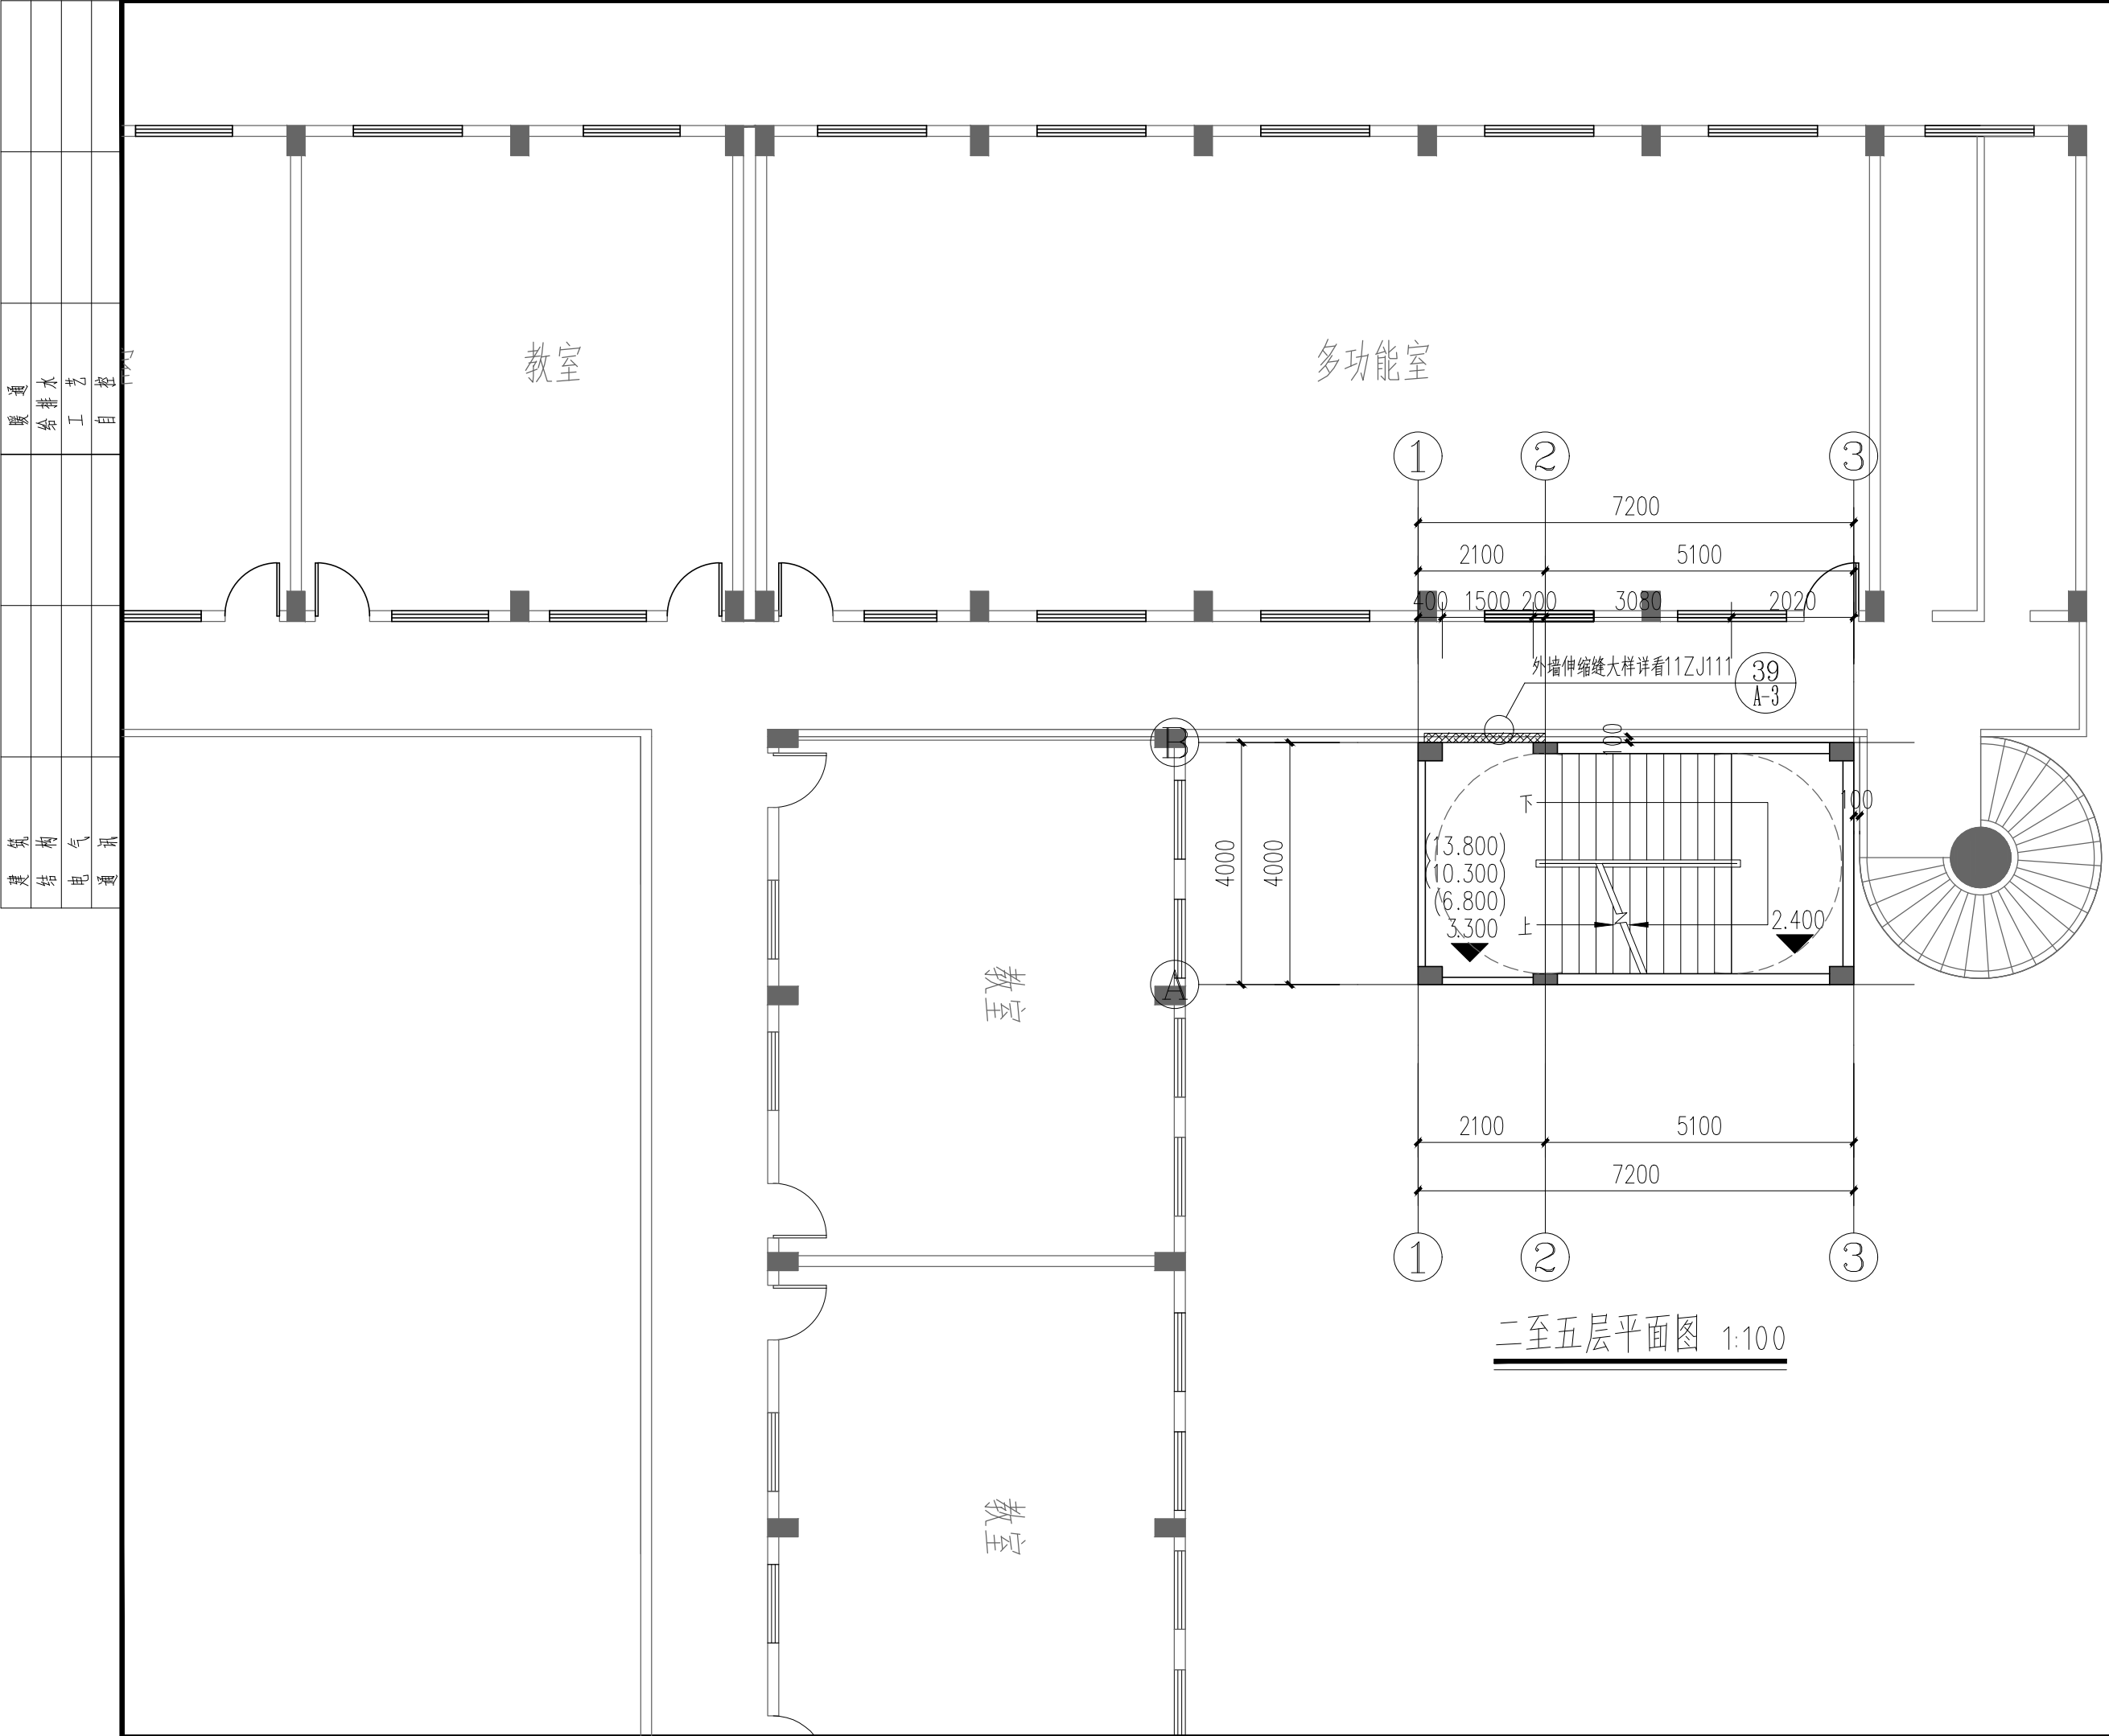 暖通
给排水
工艺
自控
建筑
结构
电气
通讯
室
教室
多功能室
1
2
3
7200
2100
5100
400
1500
200
3080
2020
外墙伸缩缝大样详看11ZJ111
39
A-3
B
100
100
下
(13.800)
(10.300)
(6.800)
3.300
上
2.400
4000
4000
A
教室
2100
5100
7200
1
2
3
二至五层平面图 1:100
教室